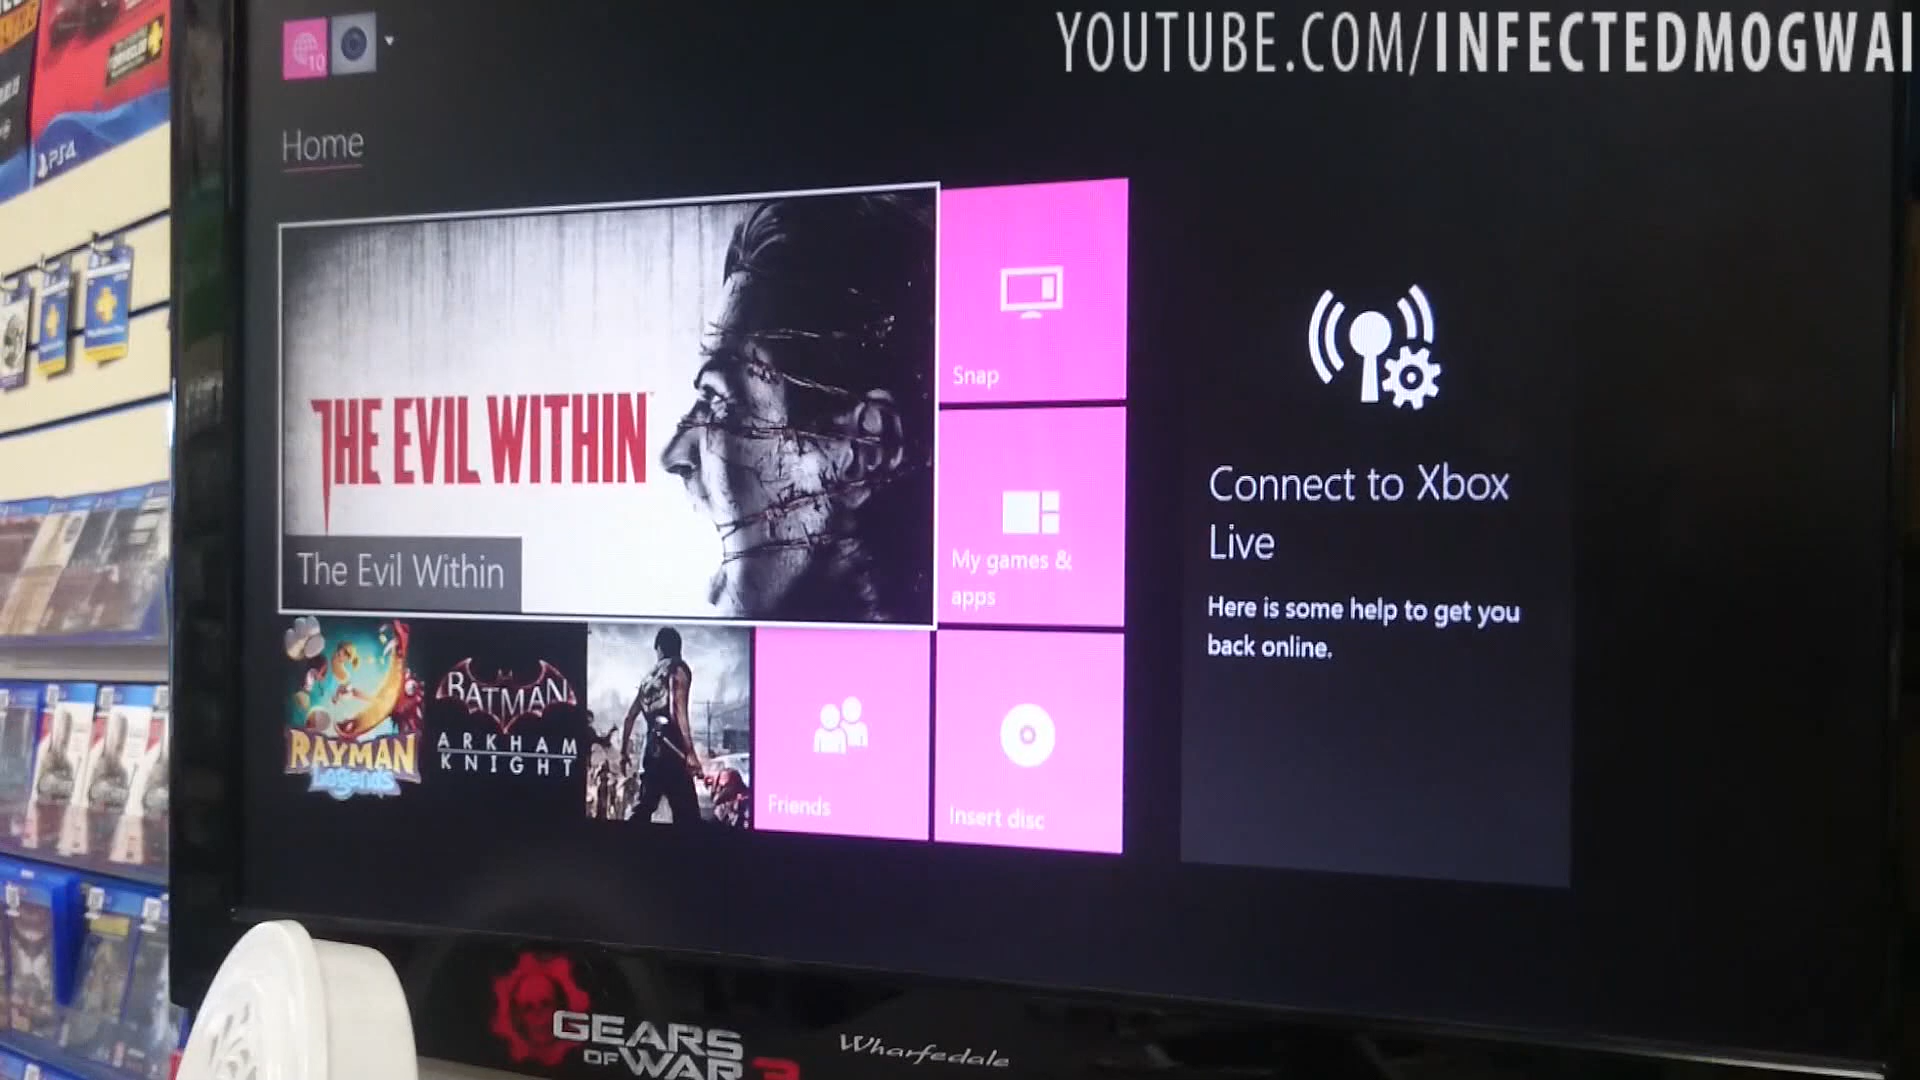 YOUTUBE.COM/INFECTEDMOGWAI
10
PS4
Home
THE EVIL WITHIN
The Evil Within
Snap
My games &
apps
RAYMAN
Legends
BATMAN
ARKHAM
KNIGHT
Friends
Insert disc
Connect to Xbox
Live
Here is some help to get you
back online.
GEARS
OF WAR 3
Wharfedale